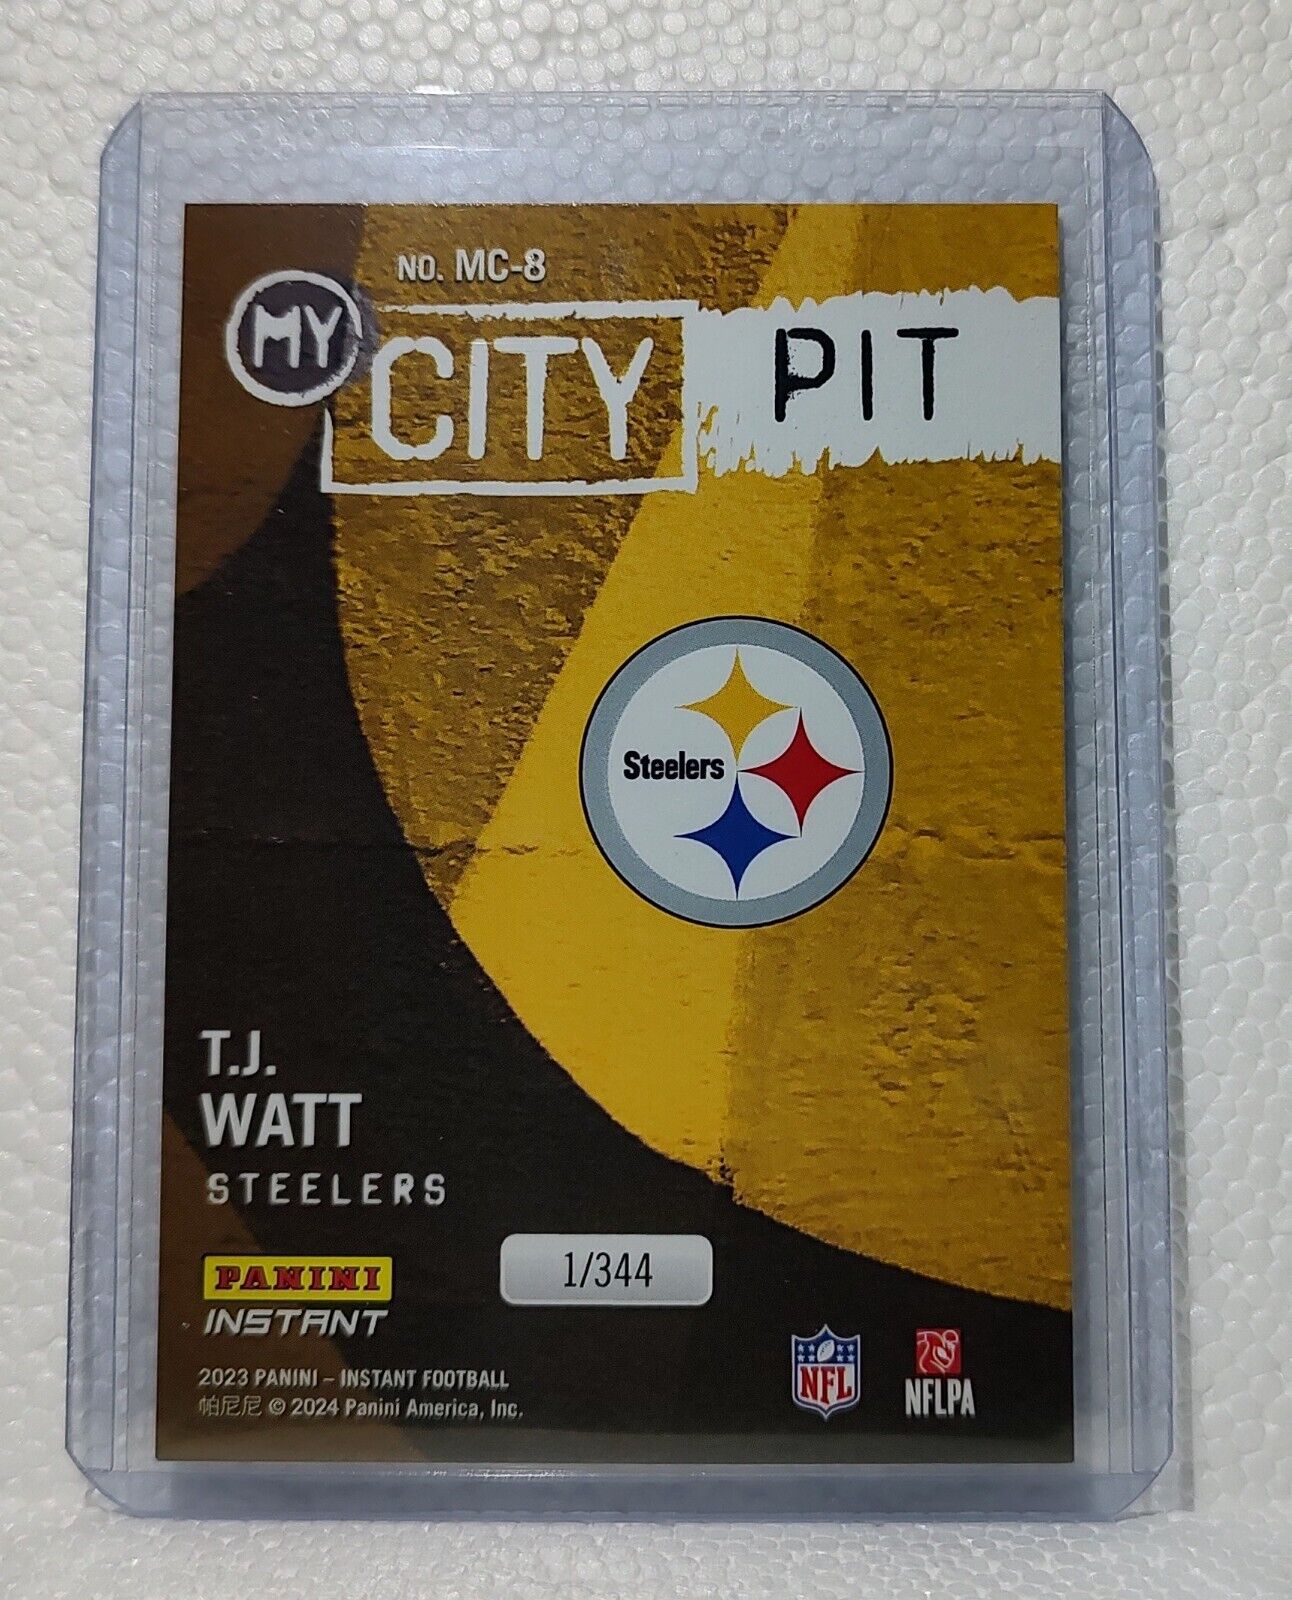 NO. MC-8
MY CITY PIT
Steelers
T.J.
WATT
STEELERS
PANINI
INSTANT
1/344
2023 PANINI – INSTANT FOOTBALL
帕尼尼 © 2024 Panini America, Inc.
NFL
NFLPA